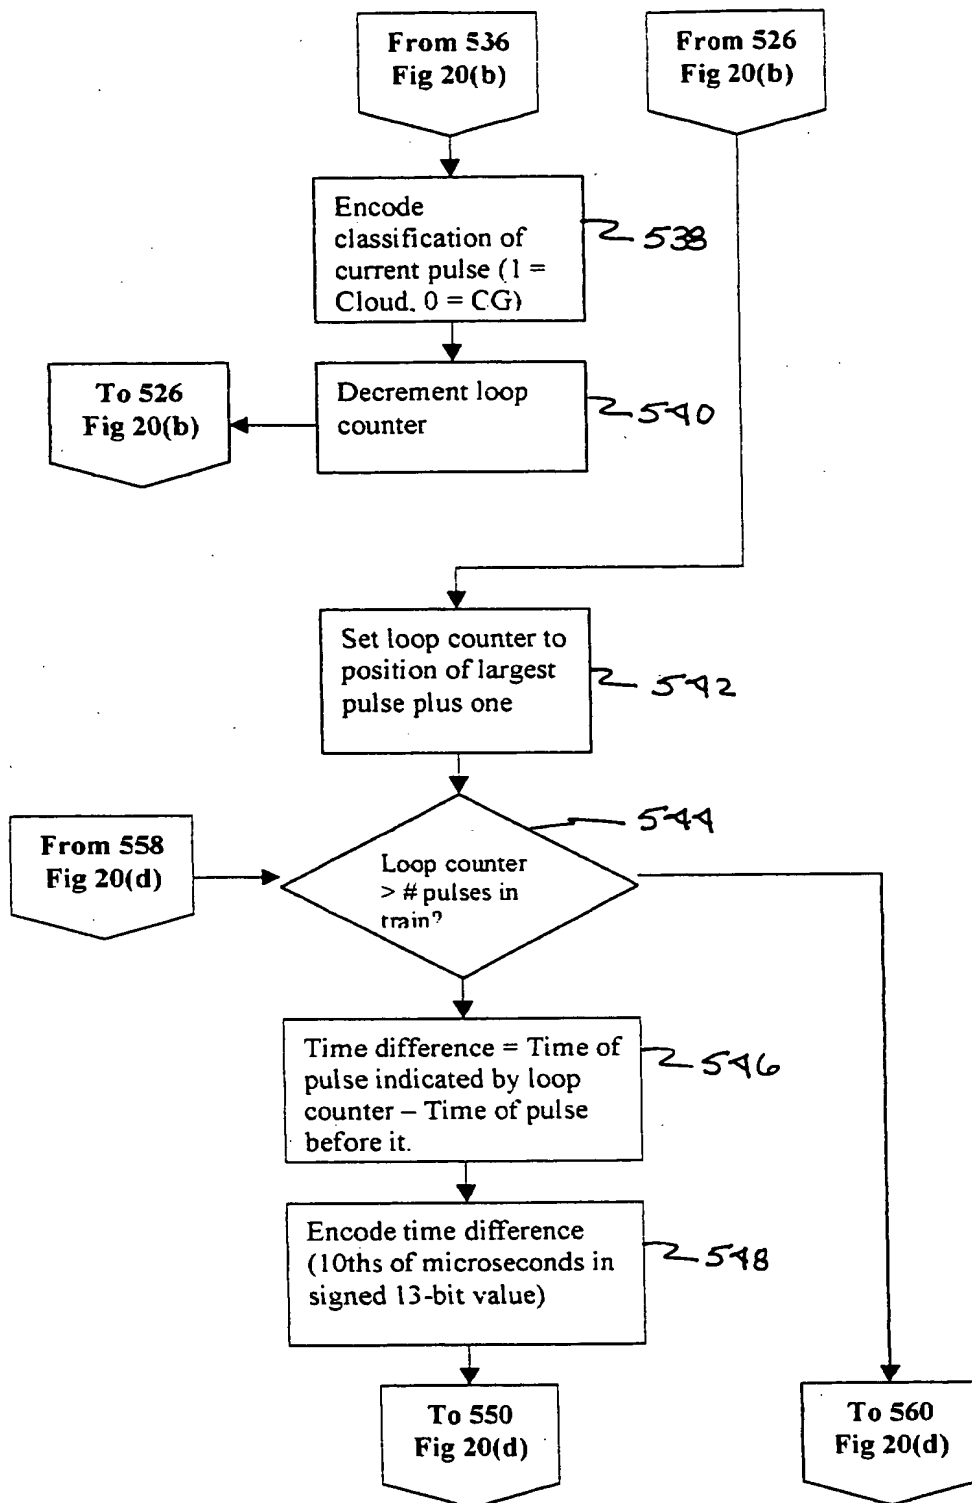 From 536
Fig 20(b)
From 526
Fig 20(b)
Encode
classification of
current pulse (1 =
Cloud, 0 = CG)
538
To 526
Fig 20(b)
Decrement loop
counter
540
Set loop counter to
position of largest
pulse plus one
542
544
From 558
Fig 20(d)
Loop counter
> # pulses in
train?
Time difference = Time of
pulse indicated by loop
counter – Time of pulse
before it.
546
Encode time difference
(10ths of microseconds in
signed 13-bit value)
548
To 550
Fig 20(d)
To 560
Fig 20(d)